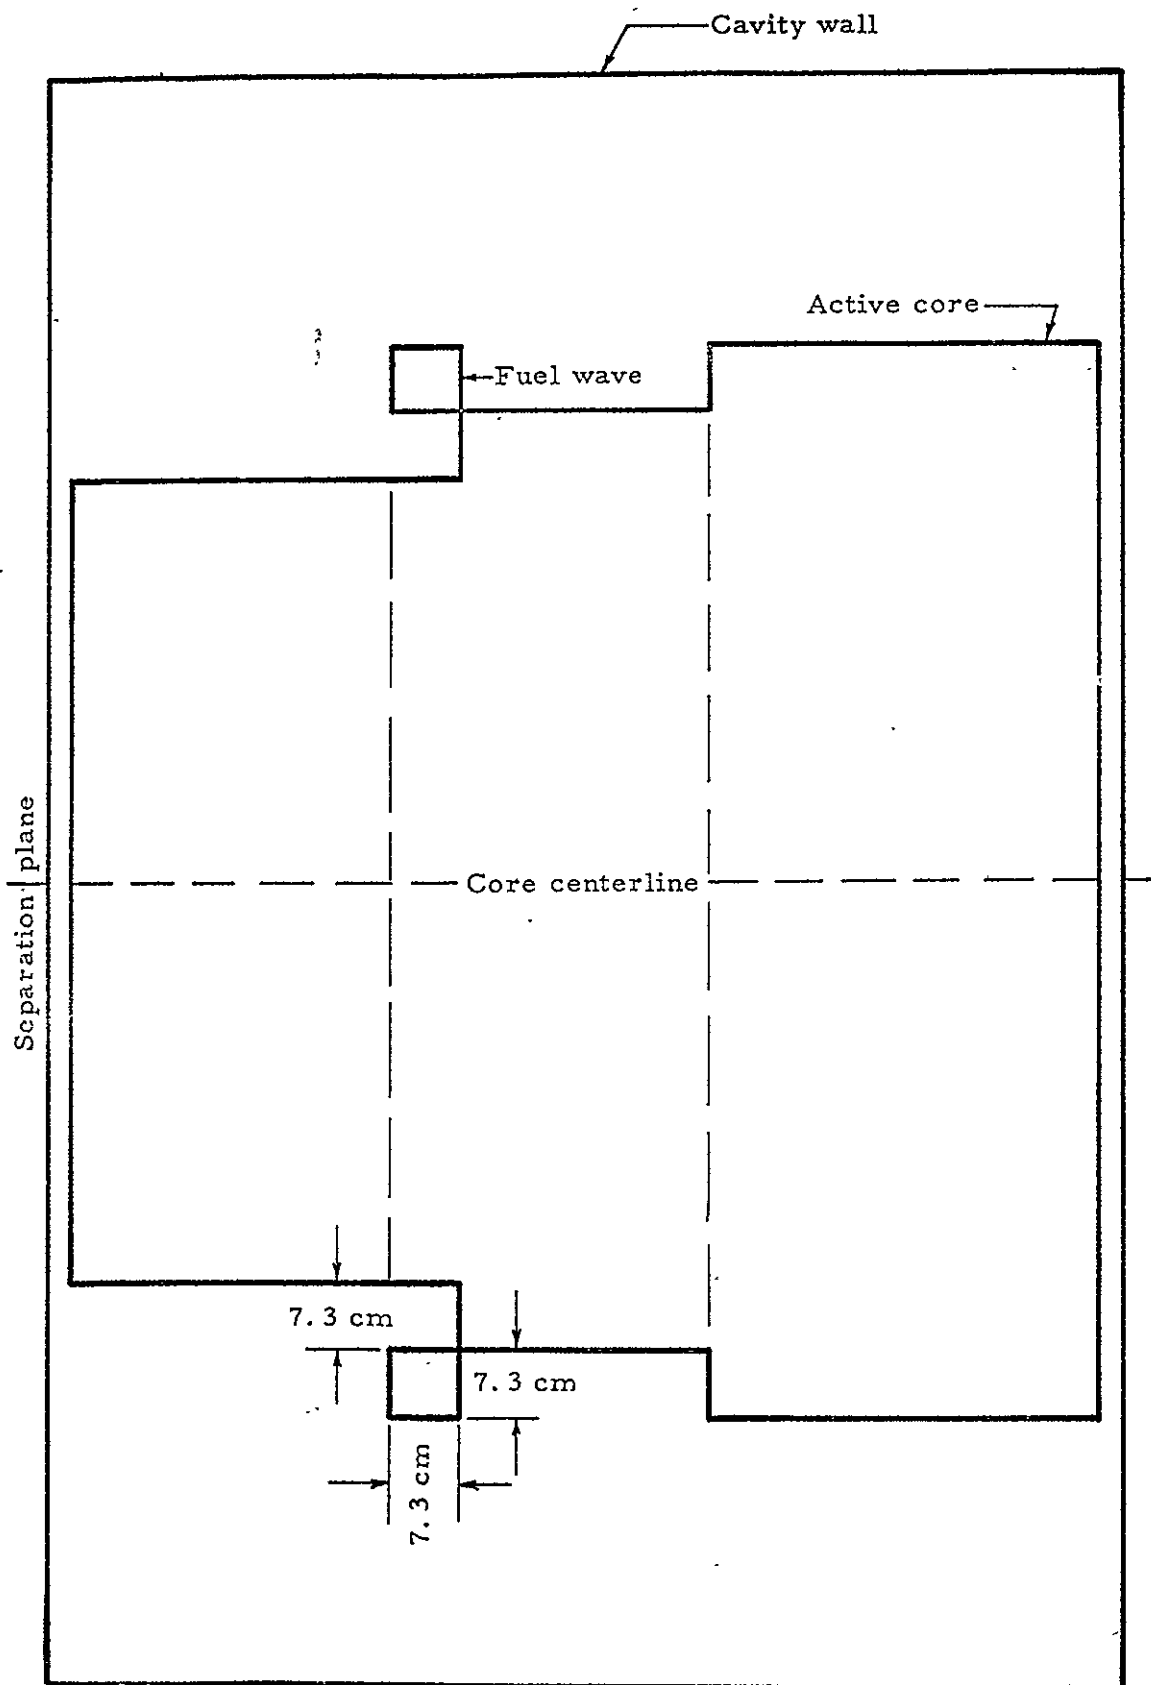 Cavity wall
Active core
Fuel wave
Separation plane
Core centerline
7.3 cm
7.3 cm
7.3 cm